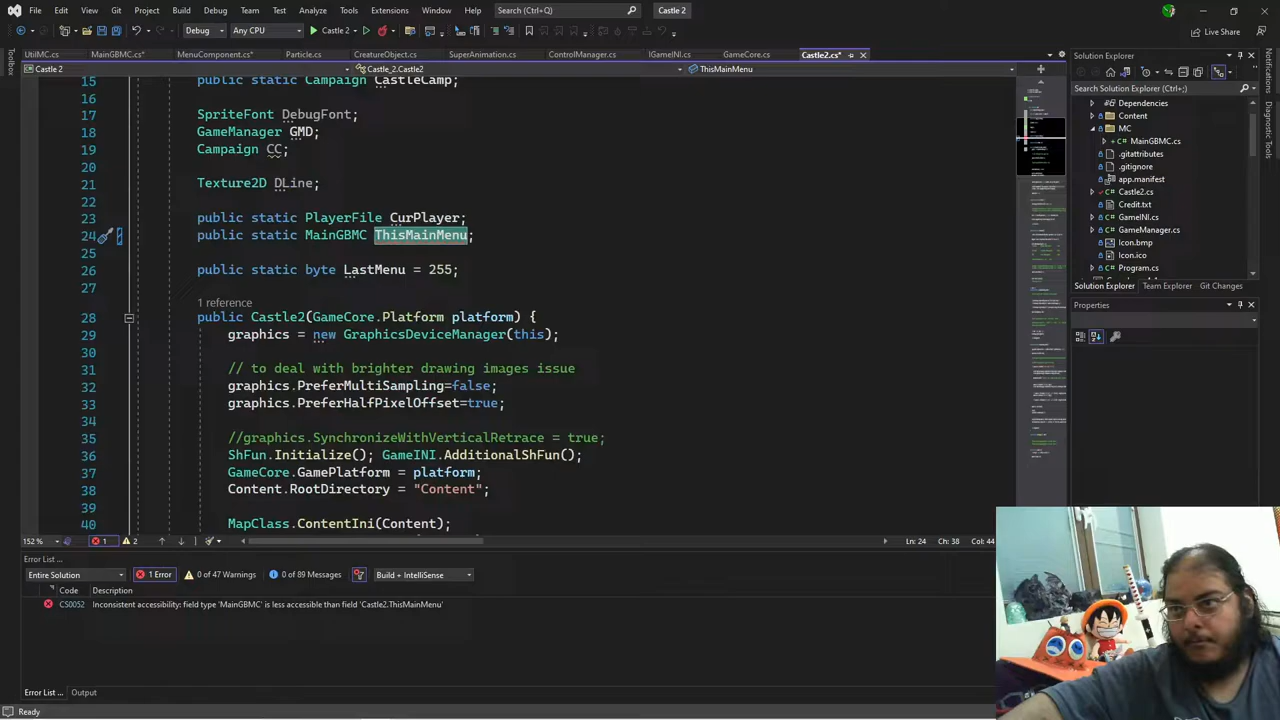 File Edit View Git Project Build Debug Team Test Analyze Tools Extensions Window Help Search (Ctrl+;) Castle 2
Debug Any CPU Castle 2 Live Share
UtilMC.cs MainGBMC.cs* MenuComponent.cs* Particle.cs CreatureObject.cs SuperAnimation.cs ControlManager.cs IGameINI.cs GameCore.cs Castle2.cs*
Castle 2 Castle_2.Castle2 ThisMainMenu
15 public static Campaign CastleCamp;
16
17 SpriteFont DebugFont;
18 GameManager GMD;
19 Campaign CC;
20
21 Texture2D DLine;
22
23 public static PlayerFile CurPlayer;
24 public static MainGBMC ThisMainMenu;
25
26 public static byte LastMenu = 255;
27
1 reference
28 public Castle2(GameCore.Platform platform) {
29 graphics = new GraphicsDeviceManager(this);
30
31 // to deal with brighter drawing images issue
32 graphics.PreferMultiSampling=false;
33 graphics.PreferHalfPixelOffset=true;
34
35 //graphics.SynchronizeWithVerticalRetrace = true;
36 ShFun.Initialize(); GameINI.AdditionalShFun();
37 GameCore.GamePlatform = platform;
38 Content.RootDirectory = "Content";
39
40 MapClass.ContentIni(Content);
152 % 1 2 Ln: 24 Ch: 38 Col: 44
Error List ...
Entire Solution 1 Error 0 of 47 Warnings 0 of 89 Messages Build + IntelliSense
Code Description
CS0052 Inconsistent accessibility: field type 'MainGBMC' is less accessible than field 'Castle2.ThisMainMenu'
Error List ... Output
Ready
Toolbox
Solution Explorer
Search Solution Explorer (Ctrl+;)
Dependencies
Content
MC
MainGBMC.cs
.gitattributes
.gitignore
app.manifest
Castle2.cs
Credit.txt
GameINI.cs
GameManager.cs
Icon.bmp
Icon.ico
Program.cs
Solution Explorer Team Explorer Git Changes
Properties
Notifications
Diagnostic Tools